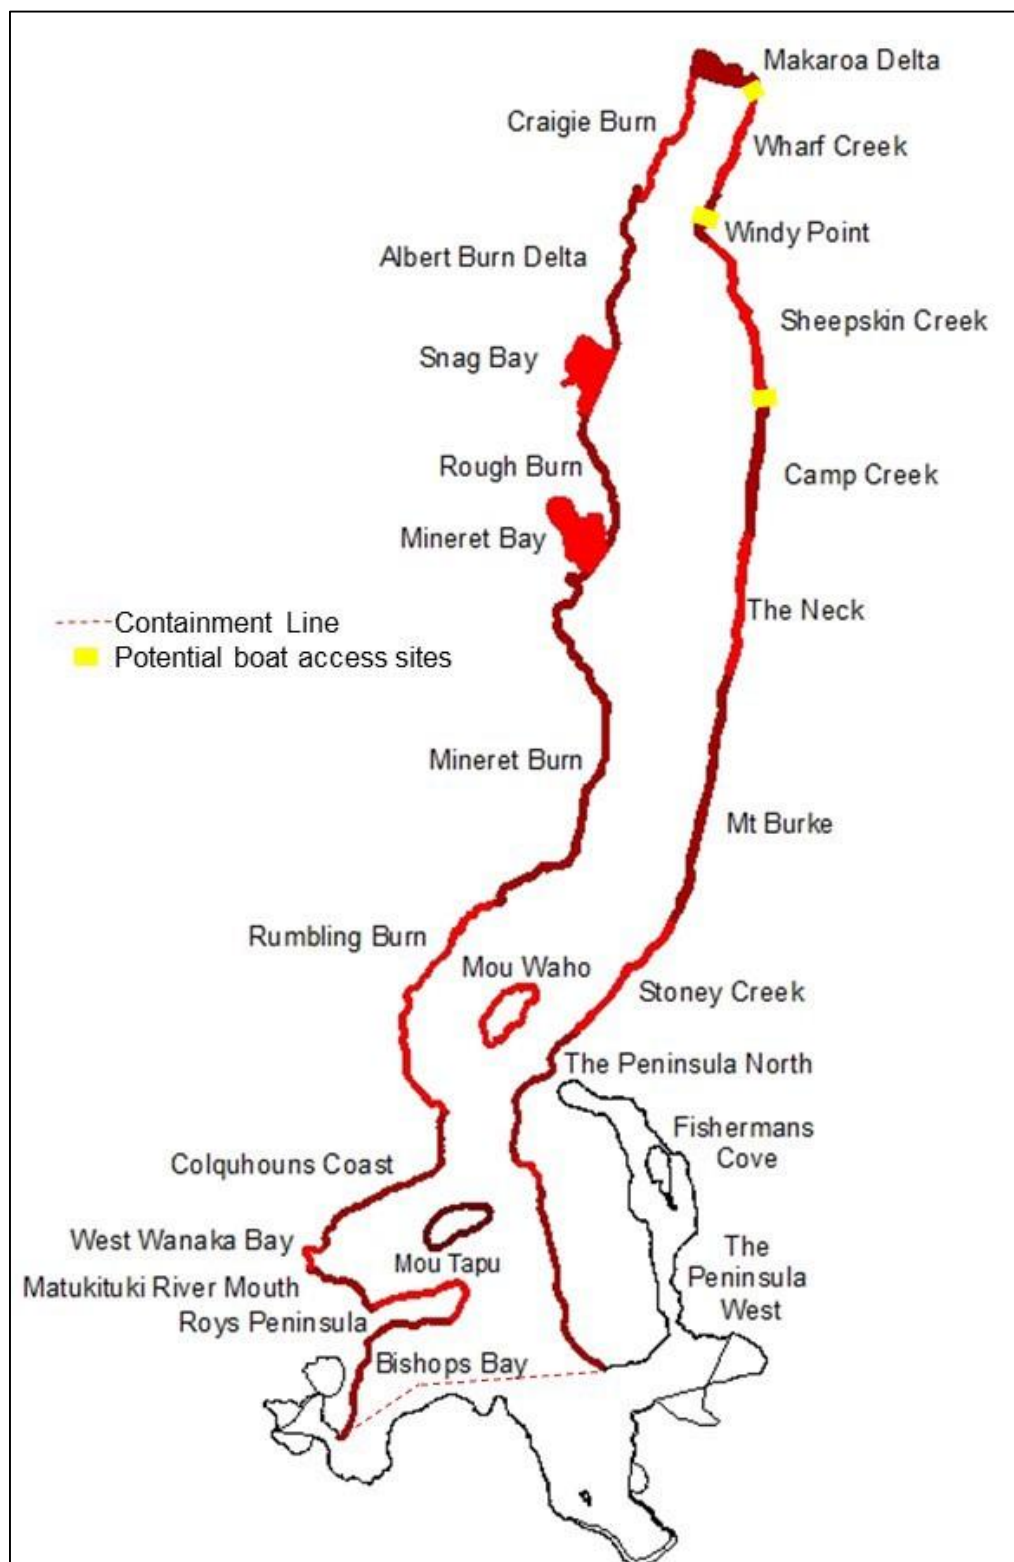 Makaroa Delta
Craigie Burn
Wharf Creek
Windy Point
Albert Burn Delta
Sheepskin Creek
Snag Bay
Rough Burn
Camp Creek
Mineret Bay
The Neck
Containment Line
Potential boat access sites
Mineret Burn
Mt Burke
Rumbling Burn
Mou Waho
Stoney Creek
The Peninsula North
Fishermans
Cove
Colquhouns Coast
West Wanaka Bay
The
Peninsula
West
Mou Tapu
Matukituki River Mouth
Roys Peninsula
Bishops Bay